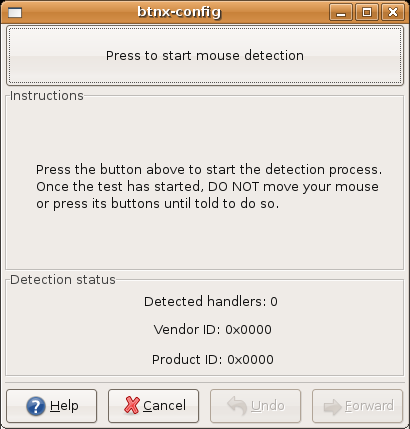 btnx-config
Press to start mouse detection
Instructions
Press the button above to start the detection process.
Once the test has started, DO NOT move your mouse
or press its buttons until told to do so.
Detection status
Detected handlers: 0
Vendor ID: 0x0000
Product ID: 0x0000
Help Cancel Undo Forward